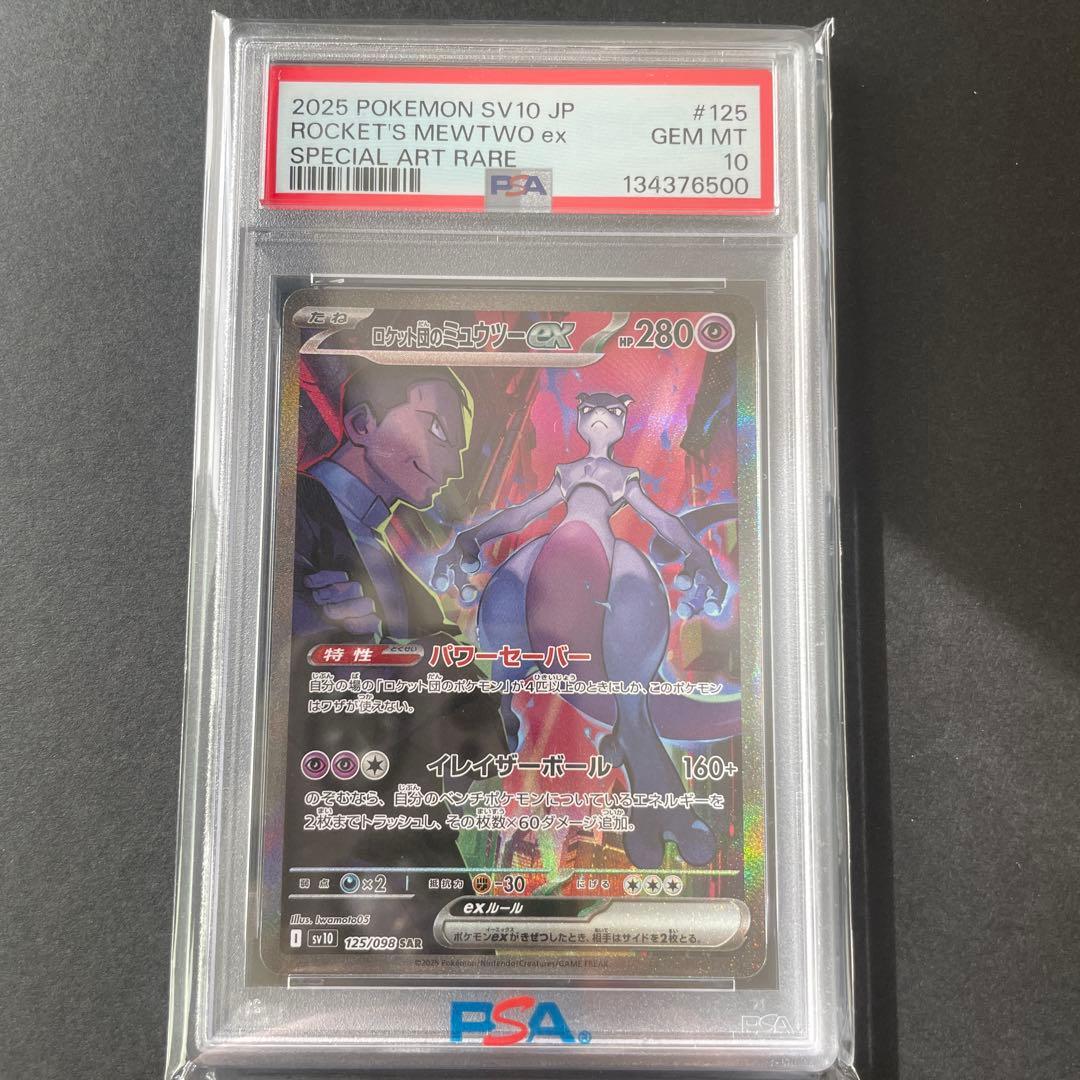 2025 POKEMON SV10 JP #125
ROCKET'S MEWTWO ex GEM MT
SPECIAL ART RARE 10
PSA 134376500
たね ロケット団のミュウツーex HP280
特性 とくせい パワーセーバー
自分の場の「ロケット団のポケモン」が4匹以上のときにしか、このポケモン
はワザが使えない。
イレイザーボール 160+
のぞむなら、自分のベンチポケモンについているエネルギーを
2枚までトラッシュし、その枚数×60ダメージ追加。
弱点 ×2 抵抗力 -30 にげる
exルール
ポケモンexがきぜつしたとき、相手はサイドを2枚とる。
Illus. Iwamoto05
I sv10 125/098 SAR
©2025 Pokémon/Nintendo/Creatures/GAME FREAK
PSA®
PSA